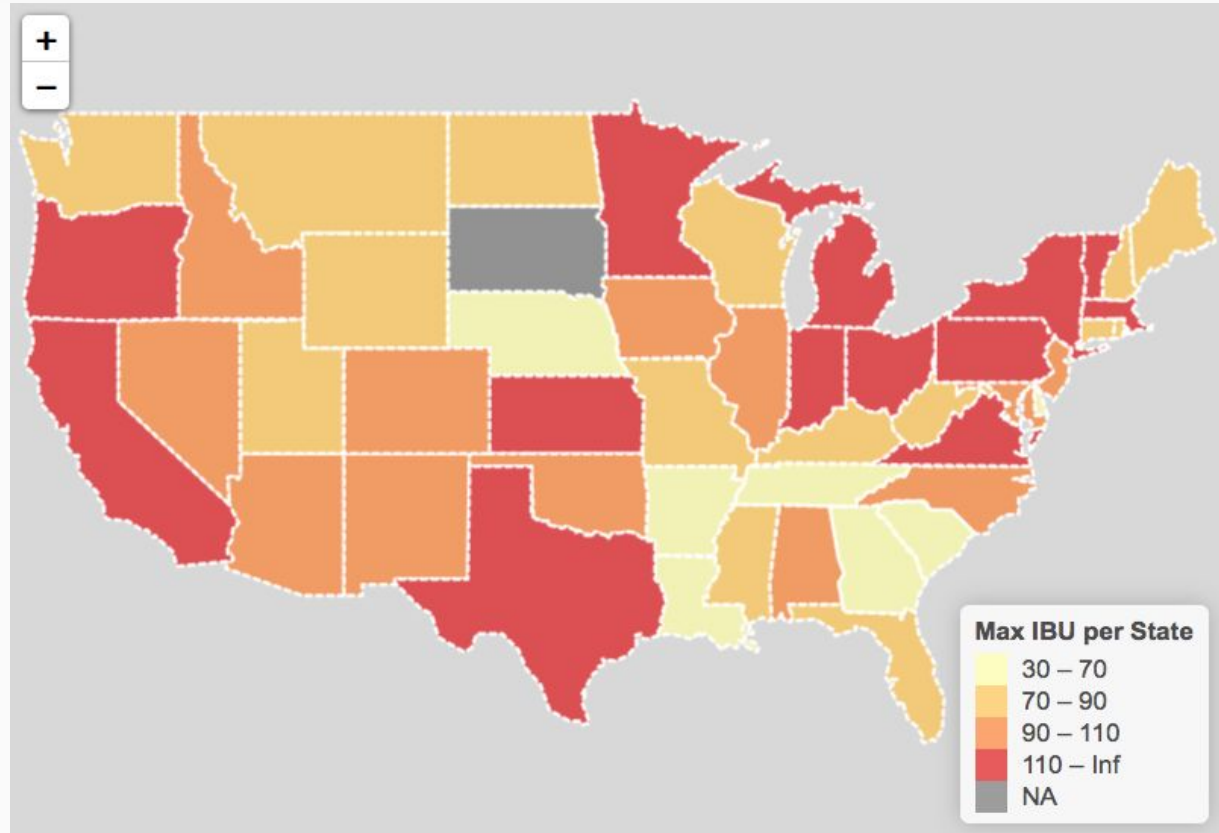 +
−
Max IBU per State
30 – 70
70 – 90
90 – 110
110 – Inf
NA